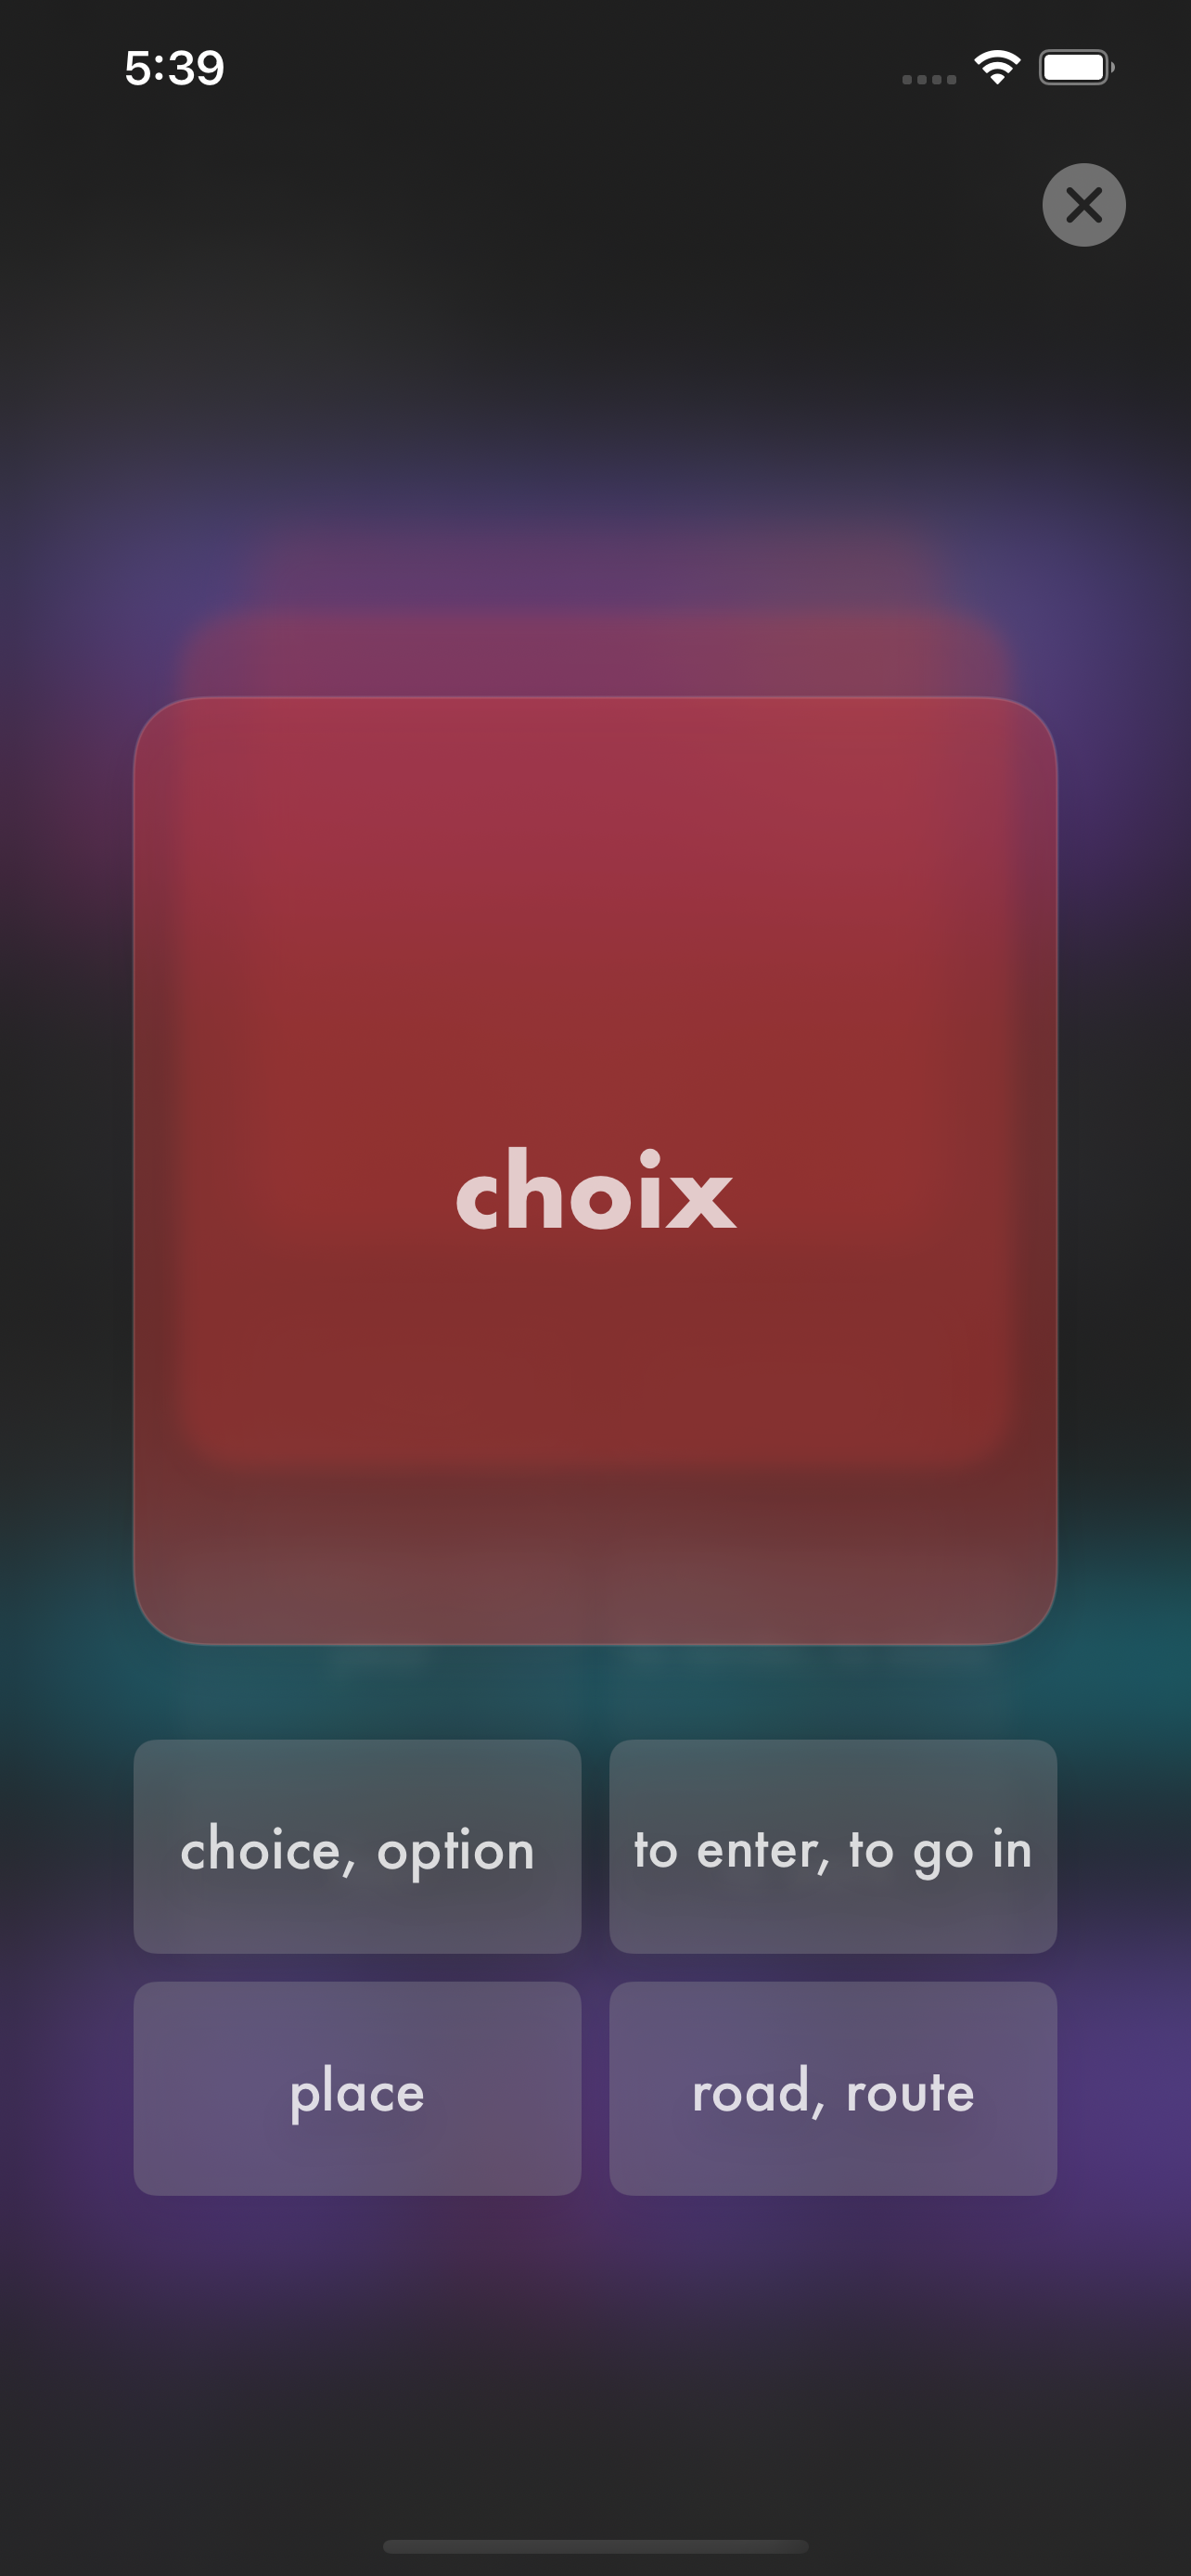 5:39
choix
choice, option
to enter, to go in
place
road, route